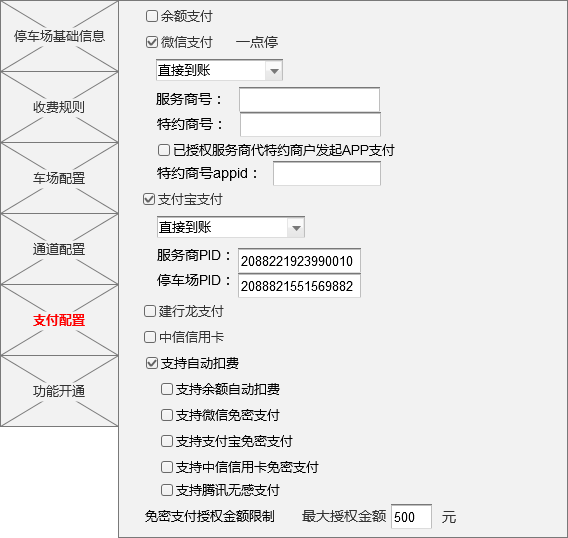 停车场基础信息
收费规则
车场配置
通道配置
支付配置
功能开通
余额支付
微信支付 一点停
直接到账
服务商号：
特约商号：
已授权服务商代特约商户发起APP支付
特约商号appid：
支付宝支付
直接到账
服务商PID： 2088221923990010
停车场PID： 2088821551569882
建行龙支付
中信信用卡
支持自动扣费
支持余额自动扣费
支持微信免密支付
支持支付宝免密支付
支持中信信用卡免密支付
支持腾讯无感支付
免密支付授权金额限制 最大授权金额 500 元